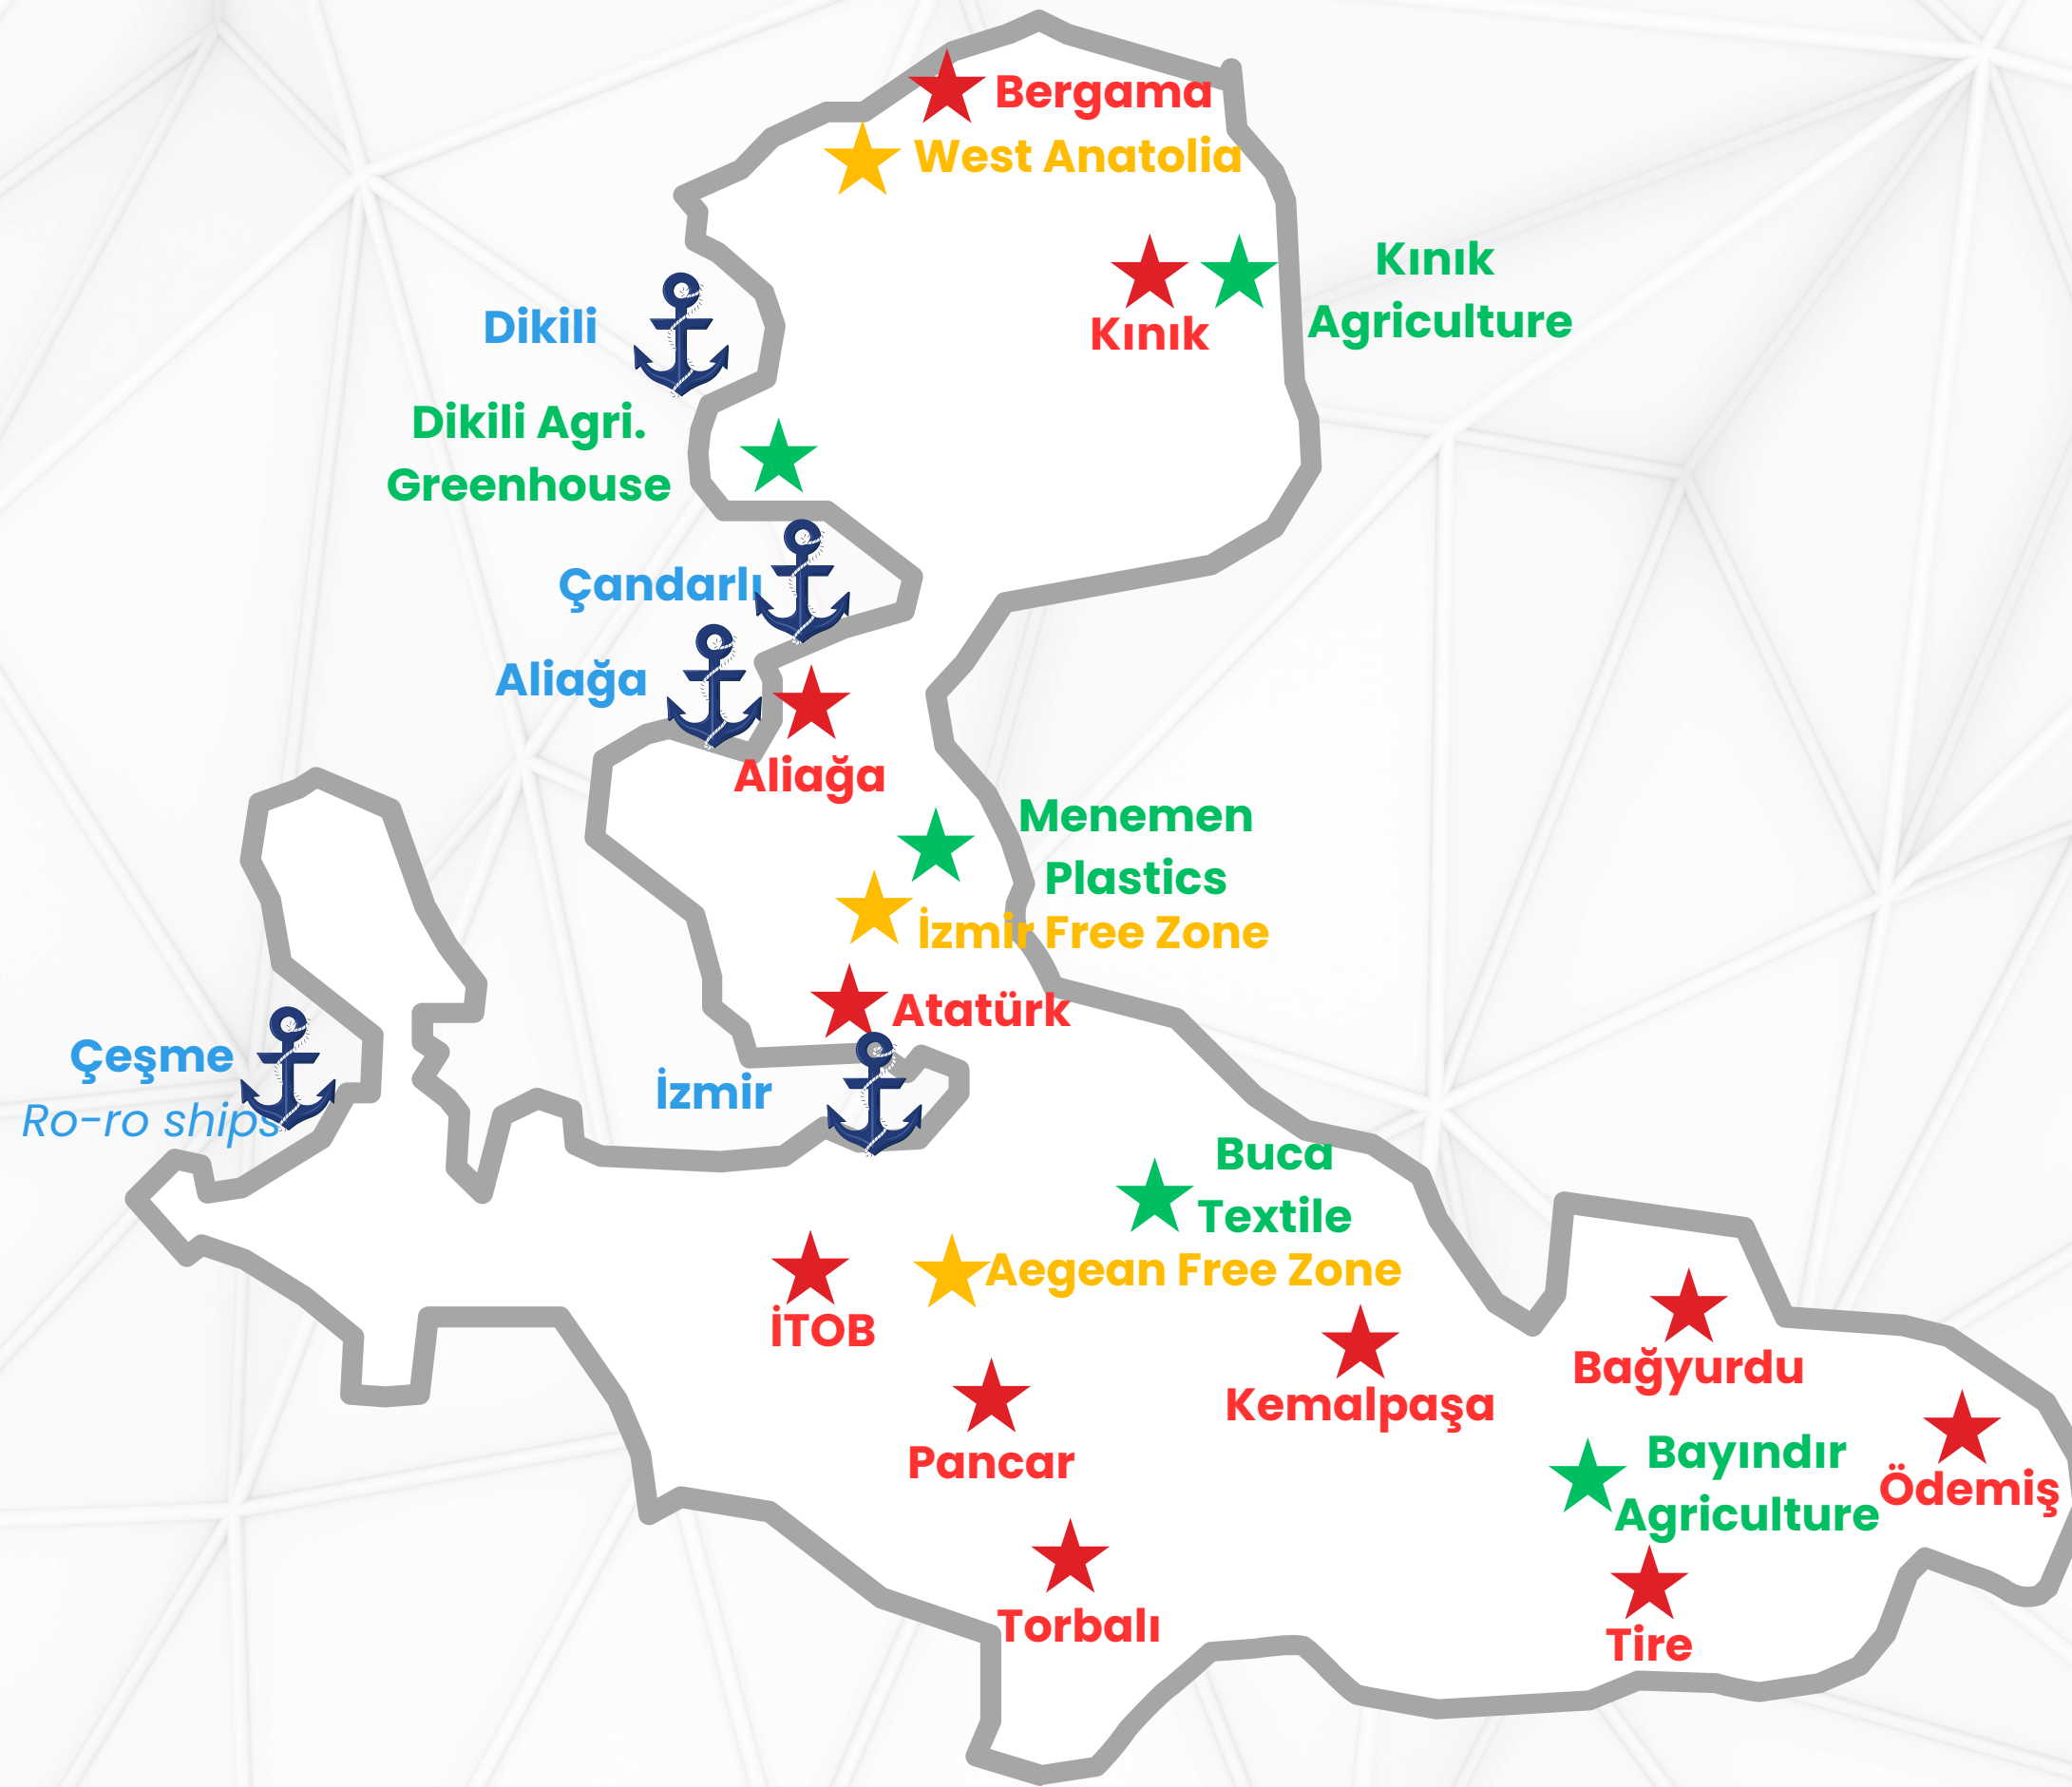 Bergama
West Anatolia
Kınık
Agriculture
Kınık
Dikili
Dikili Agri.
Greenhouse
Çandarlı
Aliağa
Aliağa
Menemen
Plastics
İzmir Free Zone
Atatürk
Çeşme
Ro-ro ships
İzmir
Buca
Textile
Aegean Free Zone
İTOB
Kemalpaşa
Bağyurdu
Pancar
Bayındır
Agriculture
Ödemiş
Torbalı
Tire